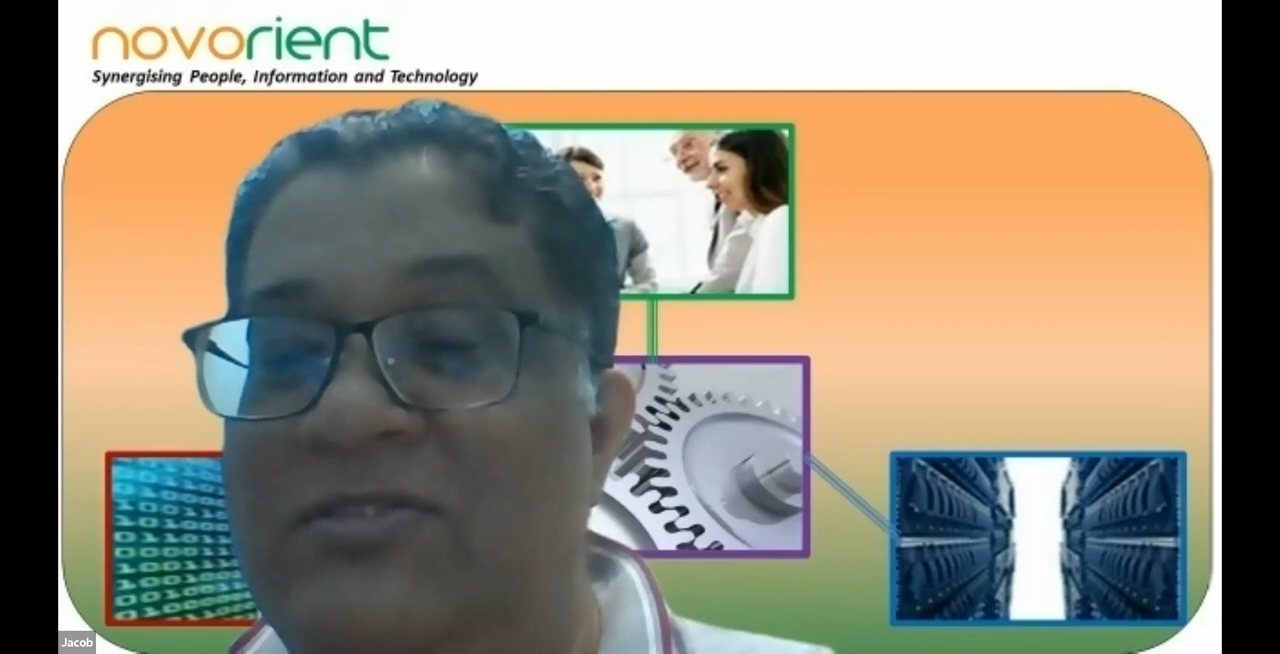 novorient
Synergising People, Information and Technology
Jacob